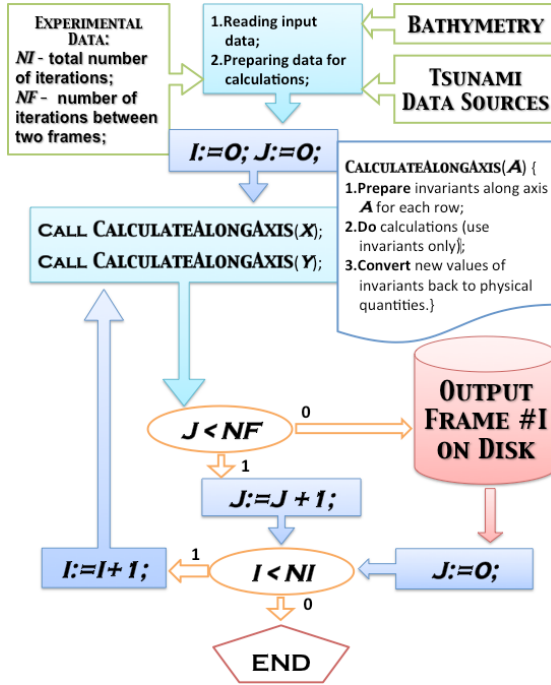 EXPERIMENTAL
DATA:
NI - total number
of iterations;
NF - number of
iterations between
two frames;
1.Reading input
data;
2.Preparing data for
calculations;
BATHYMETRY
TSUNAMI
DATA SOURCES
I:=0; J:=0;
CALCULATEALONGAXIS(A) {
1.Prepare invariants along axis
A for each row;
2.Do calculations (use
invariants only);
3.Convert new values of
invariants back to physical
quantities.}
CALL CALCULATEALONGAXIS(X);
CALL CALCULATEALONGAXIS(Y);
J < NF
0
1
OUTPUT
FRAME #I
ON DISK
J:=J +1;
I:=I+1;
1
I < NI
0
J:=0;
END